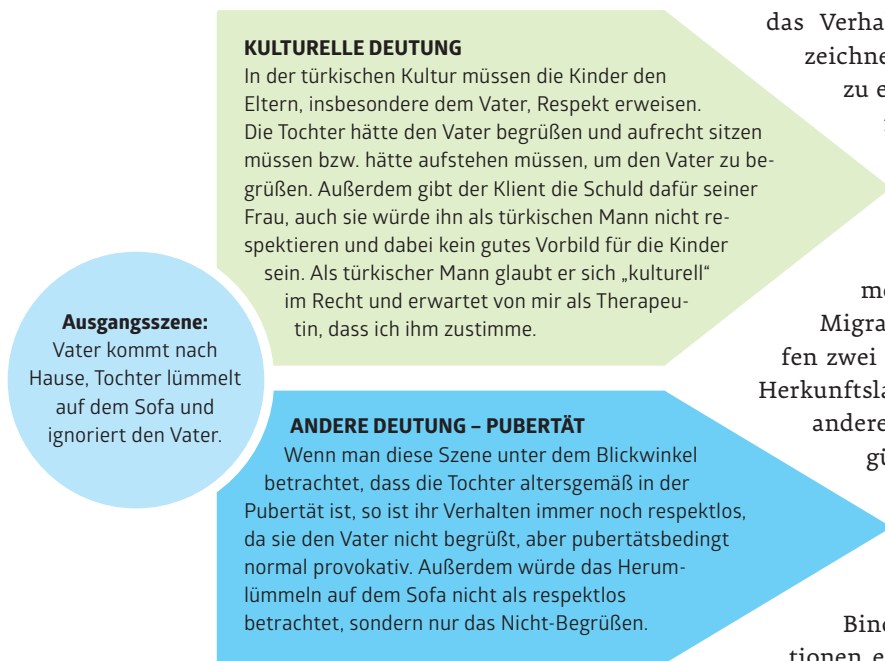 KULTURELLE DEUTUNG
In der türkischen Kultur müssen die Kinder den
Eltern, insbesondere dem Vater, Respekt erweisen.
Die Tochter hätte den Vater begrüßen und aufrecht sitzen
müssen bzw. hätte aufstehen müssen, um den Vater zu be-
grüßen. Außerdem gibt der Klient die Schuld dafür seiner
Frau, auch sie würde ihn als türkischen Mann nicht re-
spektieren und dabei kein gutes Vorbild für die Kinder
sein. Als türkischer Mann glaubt er sich „kulturell“
im Recht und erwartet von mir als Therapeu-
tin, dass ich ihm zustimme.
Ausgangsszene:
Vater kommt nach
Hause, Tochter lümmelt
auf dem Sofa und
ignoriert den Vater.
ANDERE DEUTUNG – PUBERTÄT
Wenn man diese Szene unter dem Blickwinkel
betrachtet, dass die Tochter altersgemäß in der
Pubertät ist, so ist ihr Verhalten immer noch respektlos,
da sie den Vater nicht begrüßt, aber pubertätsbedingt
normal provokativ. Außerdem würde das Herum-
lümmeln auf dem Sofa nicht als respektlos
betrachtet, sondern nur das Nicht-Begrüßen.
das Verha
zeichne
zu e
me
Migra
fen zwei
Herkunftsla
andere
gü
Bind
tionen e